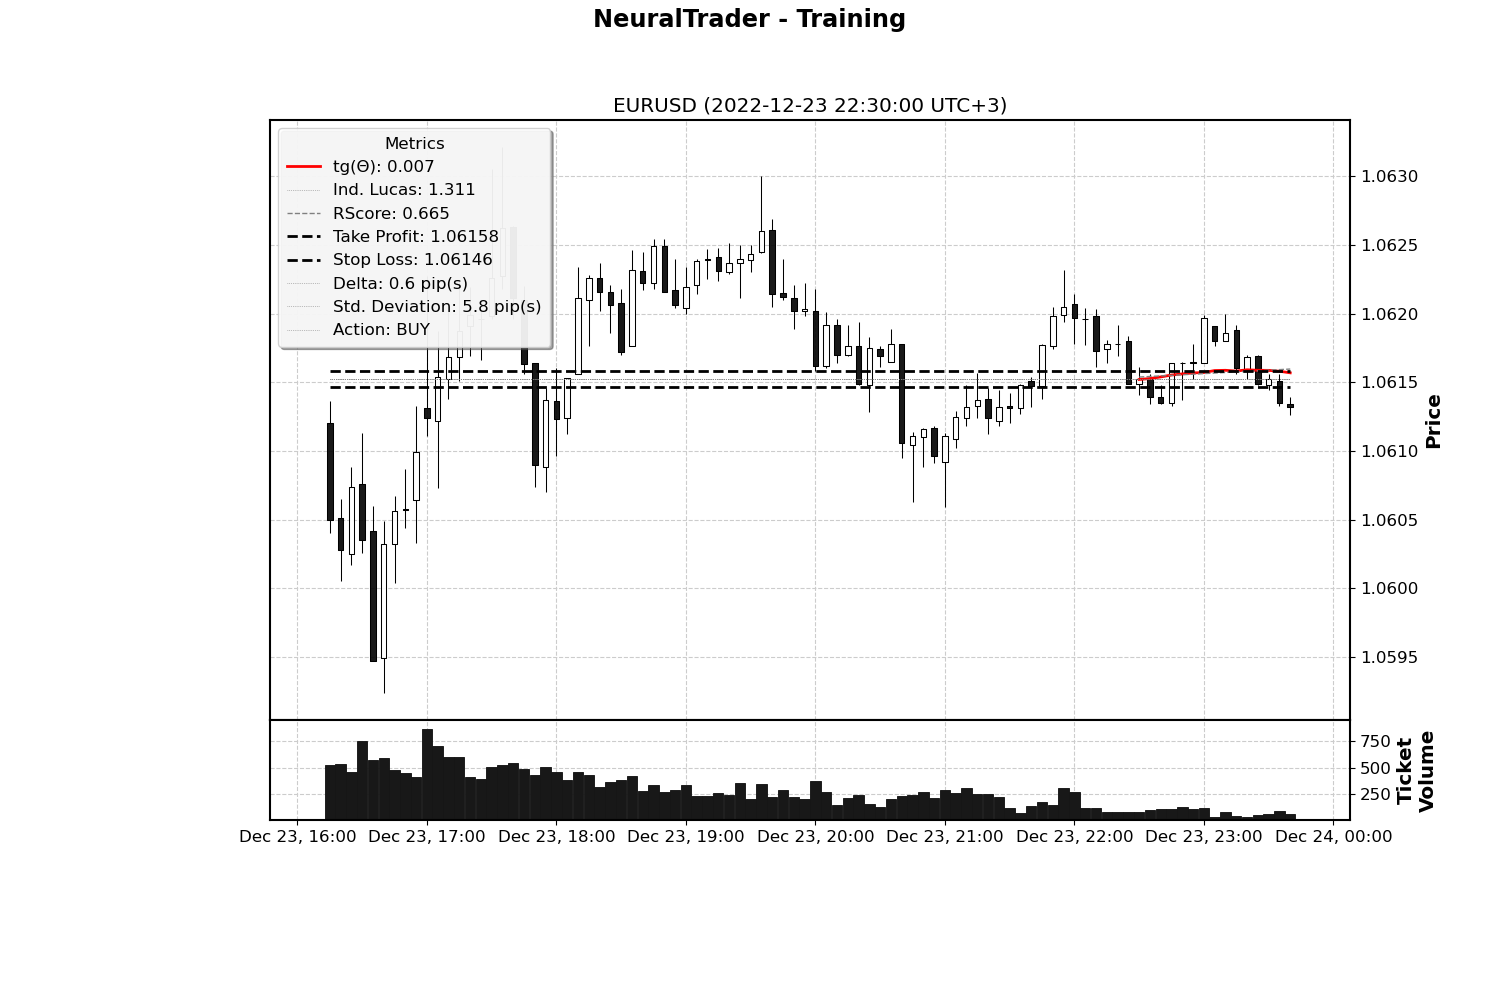 NeuralTrader - Training
EURUSD (2022-12-23 22:30:00 UTC+3)
Metrics
tg(Θ): 0.007
Ind. Lucas: 1.311
RScore: 0.665
Take Profit: 1.06158
Stop Loss: 1.06146
Delta: 0.6 pip(s)
Std. Deviation: 5.8 pip(s)
Action: BUY
1.0630
1.0625
1.0620
1.0615
1.0610
1.0605
1.0600
1.0595
Price
750
500
250
Ticket
Volume
Dec 23, 16:00 Dec 23, 17:00 Dec 23, 18:00 Dec 23, 19:00 Dec 23, 20:00 Dec 23, 21:00 Dec 23, 22:00 Dec 23, 23:00 Dec 24, 00:00